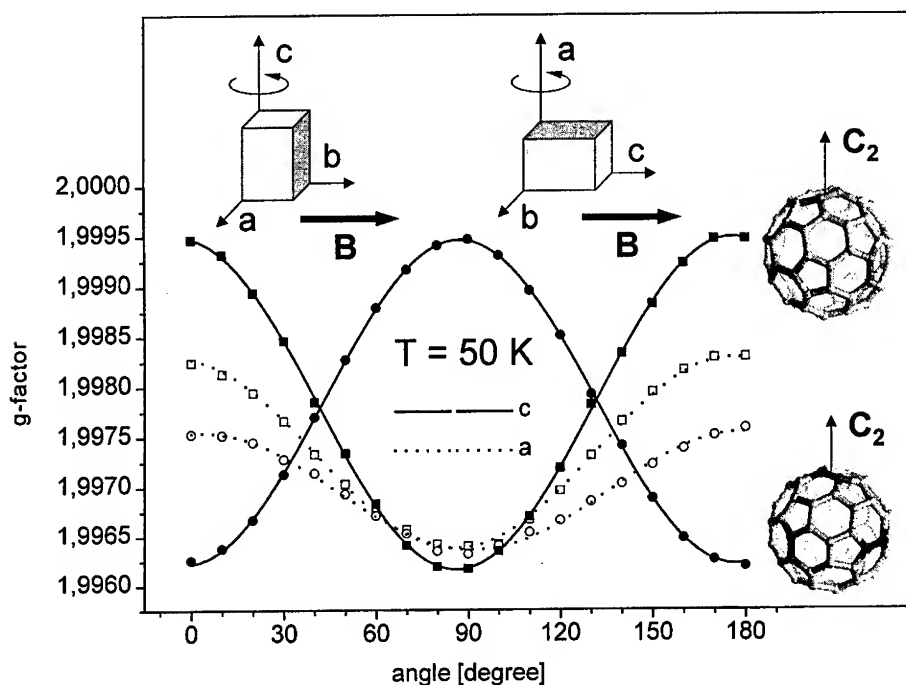 c
b
a
B
a
c
b
B
C2
C2
2,0000
1,9995
1,9990
1,9985
1,9980
1,9975
1,9970
1,9965
1,9960
g-factor
T = 50 K
c
a
0 30 60 90 120 150 180
angle [degree]